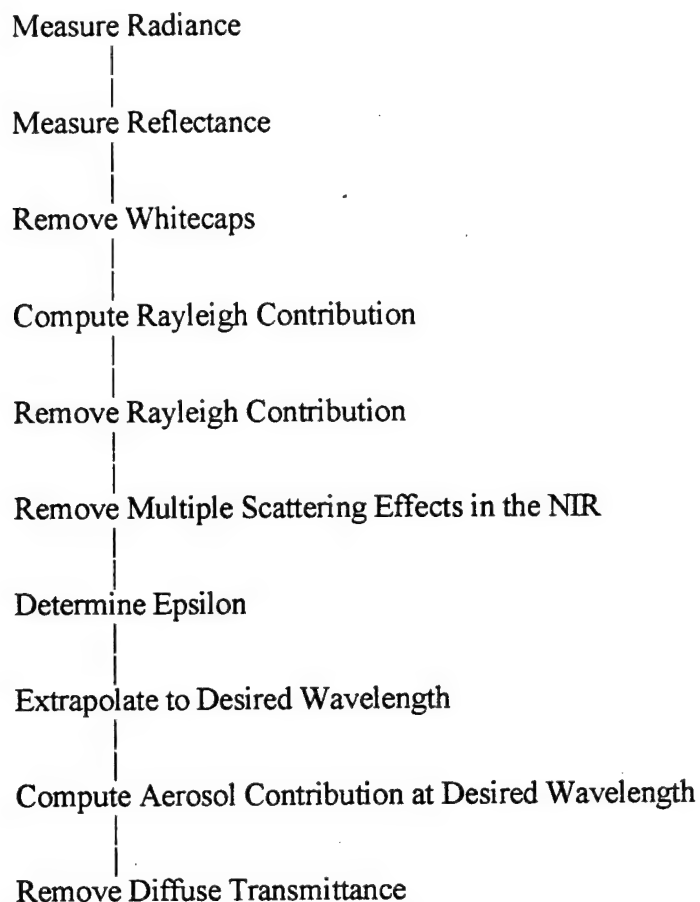 Measure Radiance
Measure Reflectance
Remove Whitecaps
Compute Rayleigh Contribution
Remove Rayleigh Contribution
Remove Multiple Scattering Effects in the NIR
Determine Epsilon
Extrapolate to Desired Wavelength
Compute Aerosol Contribution at Desired Wavelength
Remove Diffuse Transmittance